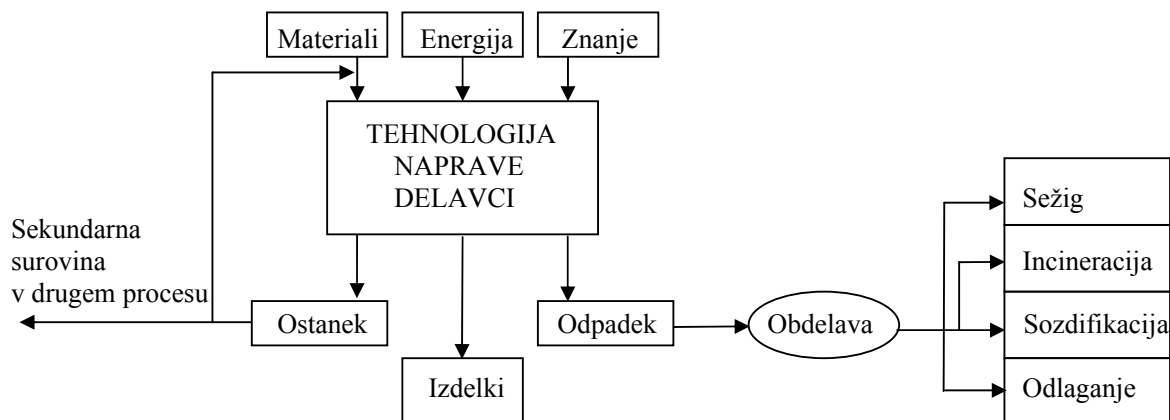 Materiali
Energija
Znanje
TEHNOLOGIJA
NAPRAVE
DELAVCI
Sekundarna
surovina
v drugem procesu
Ostanek
Izdelki
Odpadek
Obdelava
Sežig
Incineracija
Sozdifikacija
Odlaganje